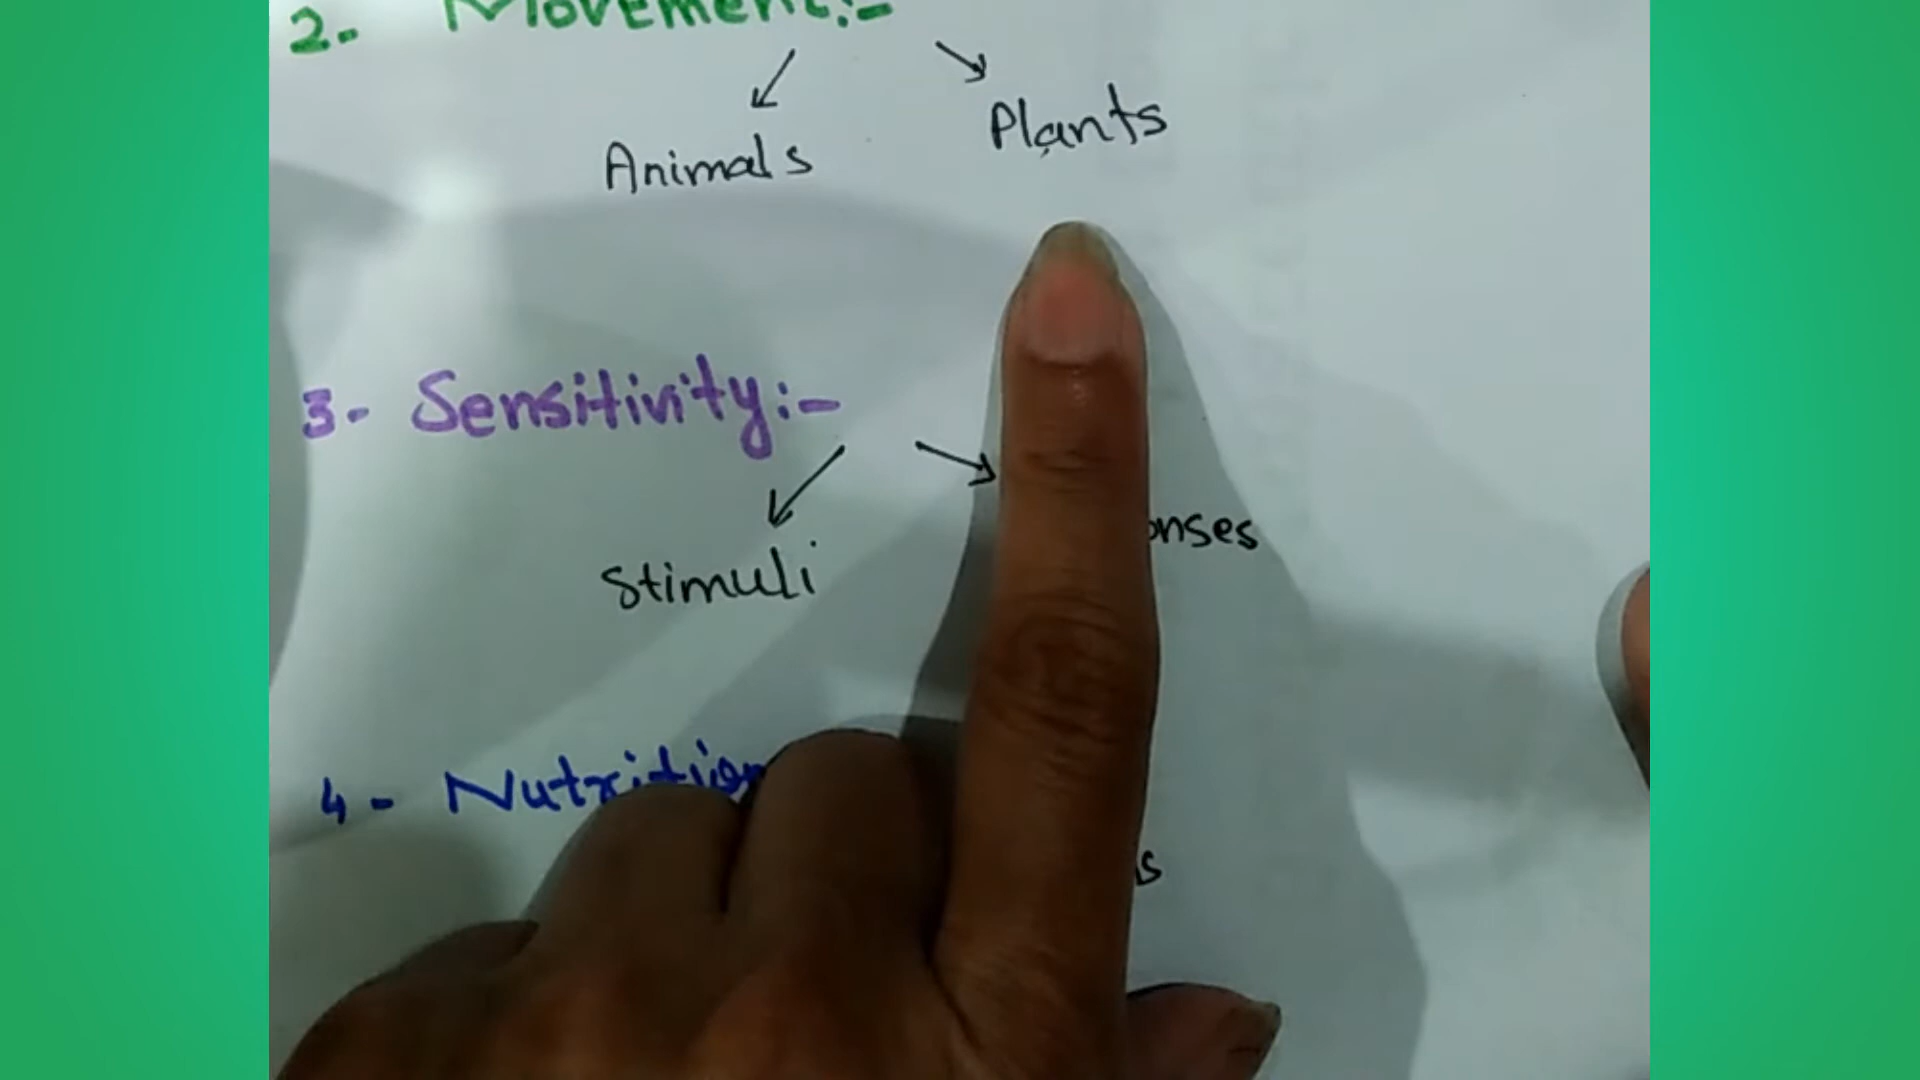 2- Movement:-
Animals
Plants
3- Sensitivity:-
Stimuli
onses
4- Nutrition
s